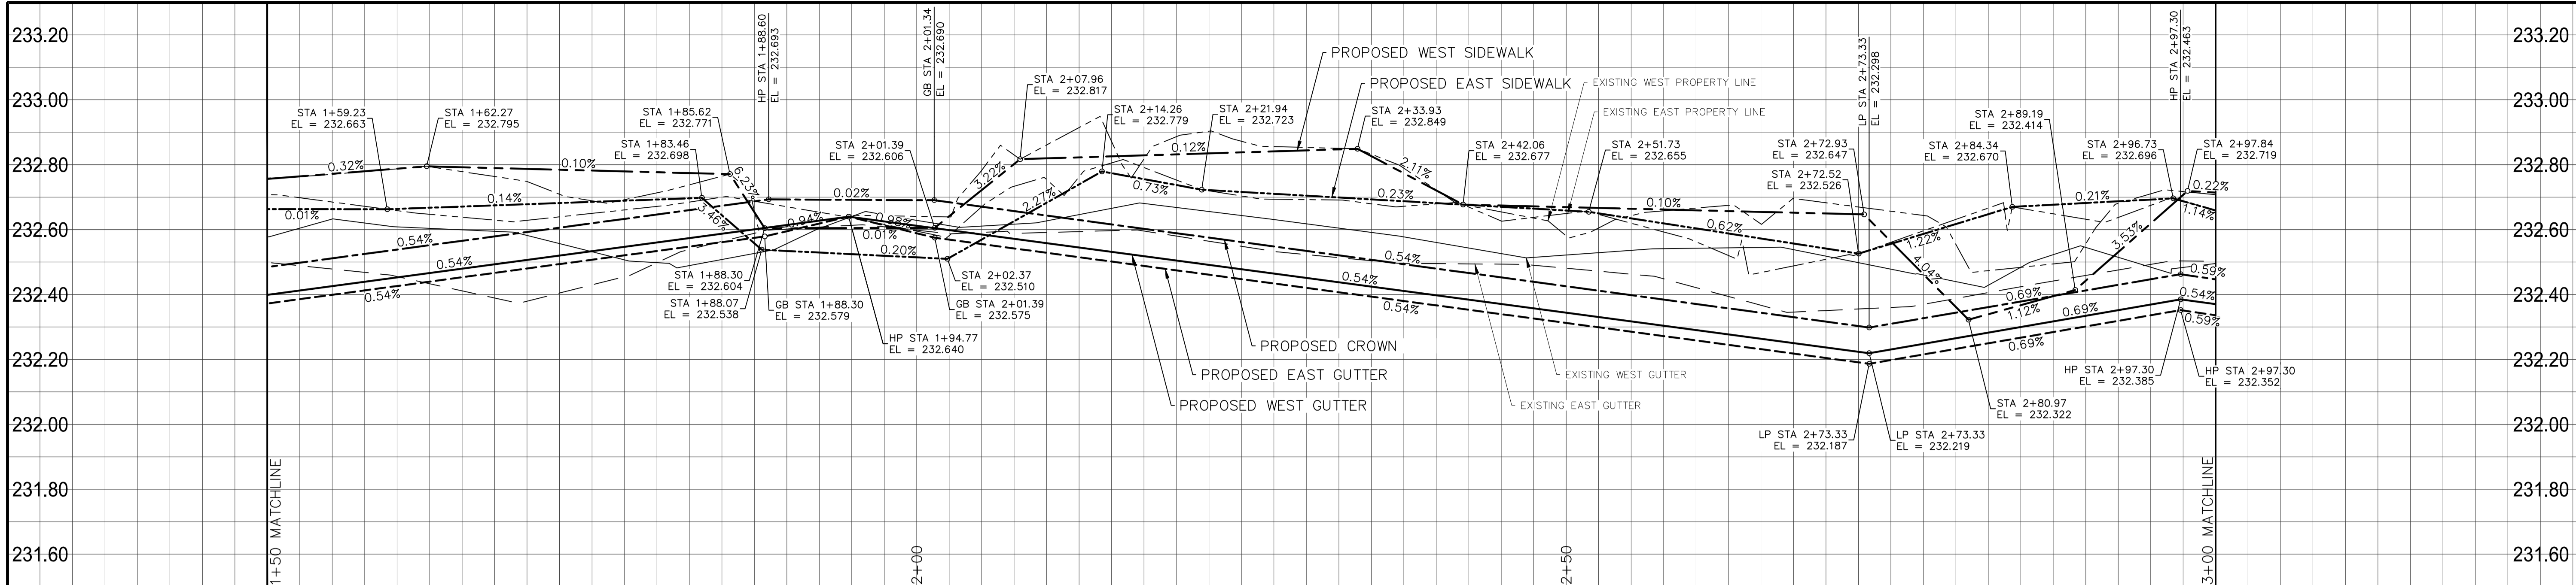 233.20
233.00
232.80
232.60
232.40
232.20
232.00
231.80
231.60
1+50 MATCHLINE
STA 1+59.23
EL = 232.663
STA 1+62.27
EL = 232.795
STA 1+85.62
EL = 232.771
STA 1+83.46
EL = 232.698
HP STA 1+88.60
EL = 232.693
STA 2+01.39
EL = 232.606
GB STA 2+01.34
EL = 232.690
STA 2+07.96
EL = 232.817
STA 2+14.26
EL = 232.779
STA 2+21.94
EL = 232.723
PROPOSED WEST SIDEWALK
PROPOSED EAST SIDEWALK
STA 2+33.93
EL = 232.849
EXISTING WEST PROPERTY LINE
EXISTING EAST PROPERTY LINE
STA 2+42.06
EL = 232.677
STA 2+51.73
EL = 232.655
STA 2+72.93
EL = 232.647
STA 2+72.52
EL = 232.526
LP STA 2+73.33
EL = 232.298
STA 2+89.19
EL = 232.414
STA 2+84.34
EL = 232.670
STA 2+96.73
EL = 232.696
HP STA 2+97.30
EL = 232.463
STA 2+97.84
EL = 232.719
0.32%
0.10%
0.01%
0.14%
0.54%
0.54%
0.54%
6.23%
3.46%
0.94%
0.02%
0.98%
0.01%
0.20%
3.22%
2.27%
0.12%
0.73%
0.23%
2.11%
0.10%
0.62%
0.54%
0.54%
0.54%
1.22%
4.04%
0.21%
3.53%
0.69%
1.12%
0.69%
0.69%
0.22%
1.14%
0.59%
0.54%
0.59%
STA 1+88.30
EL = 232.604
STA 1+88.07
EL = 232.538
GB STA 1+88.30
EL = 232.579
HP STA 1+94.77
EL = 232.640
STA 2+02.37
EL = 232.510
GB STA 2+01.39
EL = 232.575
PROPOSED CROWN
PROPOSED EAST GUTTER
PROPOSED WEST GUTTER
EXISTING WEST GUTTER
EXISTING EAST GUTTER
LP STA 2+73.33
EL = 232.187
LP STA 2+73.33
EL = 232.219
STA 2+80.97
EL = 232.322
HP STA 2+97.30
EL = 232.385
HP STA 2+97.30
EL = 232.352
2+00
2+50
3+00 MATCHLINE
233.20
233.00
232.80
232.60
232.40
232.20
232.00
231.80
231.60